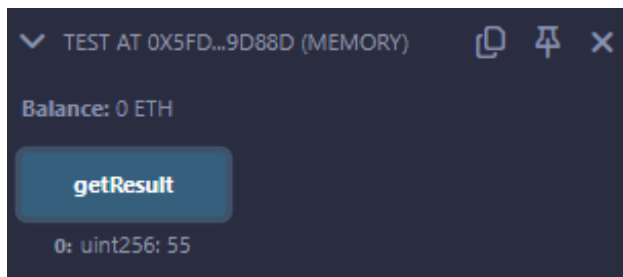 TEST AT 0X5FD...9D88D (MEMORY)
Balance: 0 ETH
getResult
0: uint256: 55